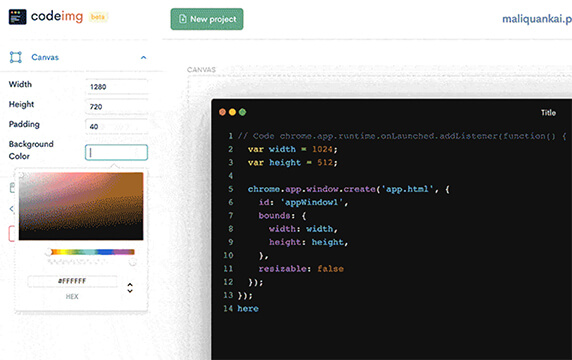 codeimg beta
New project
maliquankai.p
Canvas
CANVAS
Width 1280
Height 720
Padding 40
Background Color
#FFFFFF
HEX
Title
1 // Code chrome.app.runtime.onLaunched.addListener(function() {
2 var width = 1024;
3 var height = 512;
4
5 chrome.app.window.create('app.html', {
6 id: 'appWindow1',
7 bounds: {
8 width: width,
9 height: height,
10 },
11 resizable: false
12 });
13 });
14 here